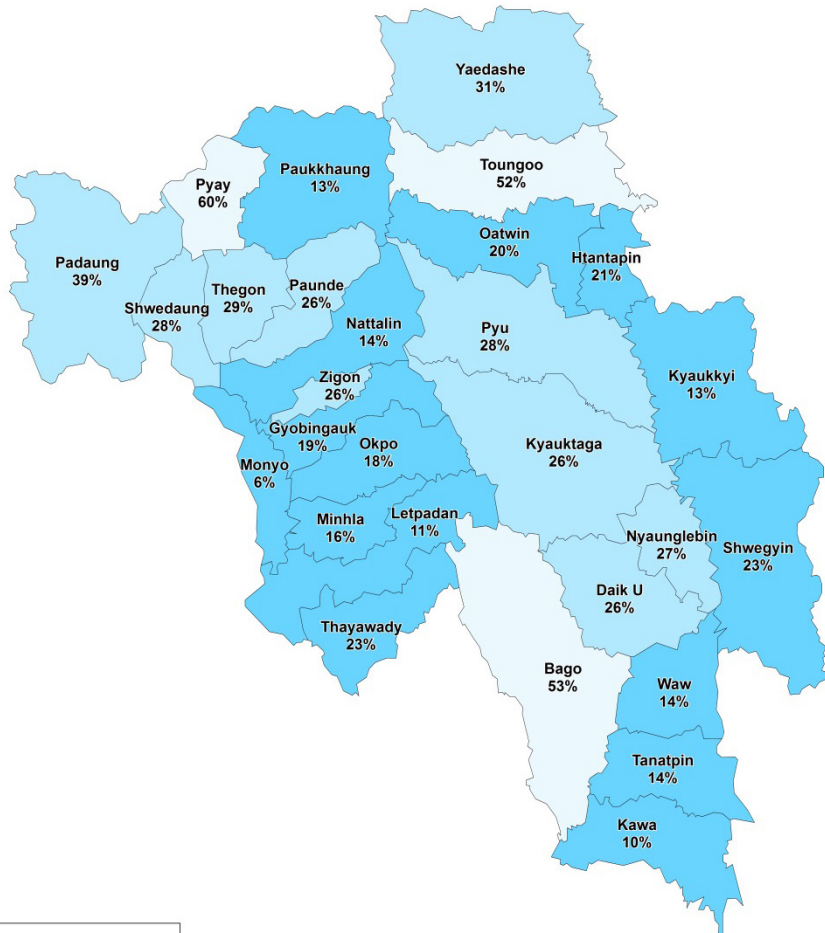 Yaedashe
31%
Toungoo
52%
Paukkhaung
13%
Pyay
60%
Oatwin
20%
Htantapin
21%
Padaung
39%
Thegon
29%
Paunde
26%
Shwedaung
28%
Nattalin
14%
Pyu
28%
Kyaukkyi
13%
Zigon
26%
Gyobingauk
19%
Okpo
18%
Kyauktaga
26%
Monyo
6%
Minhla
16%
Letpadan
11%
Nyaunglebin
27%
Shwegyin
23%
Daik U
26%
Thayawady
23%
Bago
53%
Waw
14%
Tanatpin
14%
Kawa
10%